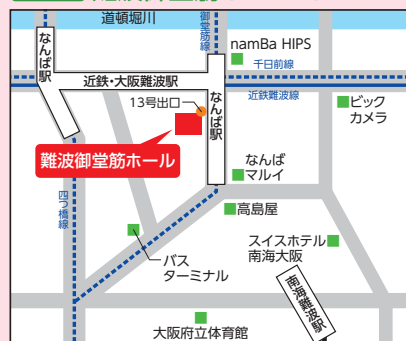 道頓堀川
御堂筋線
なんば駅
namBa HIPS
千日前線
近鉄・大阪難波駅
近鉄難波線
13号出口
なんば駅
ビック
カメラ
難波御堂筋ホール
なんば
マルイ
四つ橋線
高島屋
スイスホテル
南海大阪
バス
ターミナル
南海難波駅
大阪府立体育館